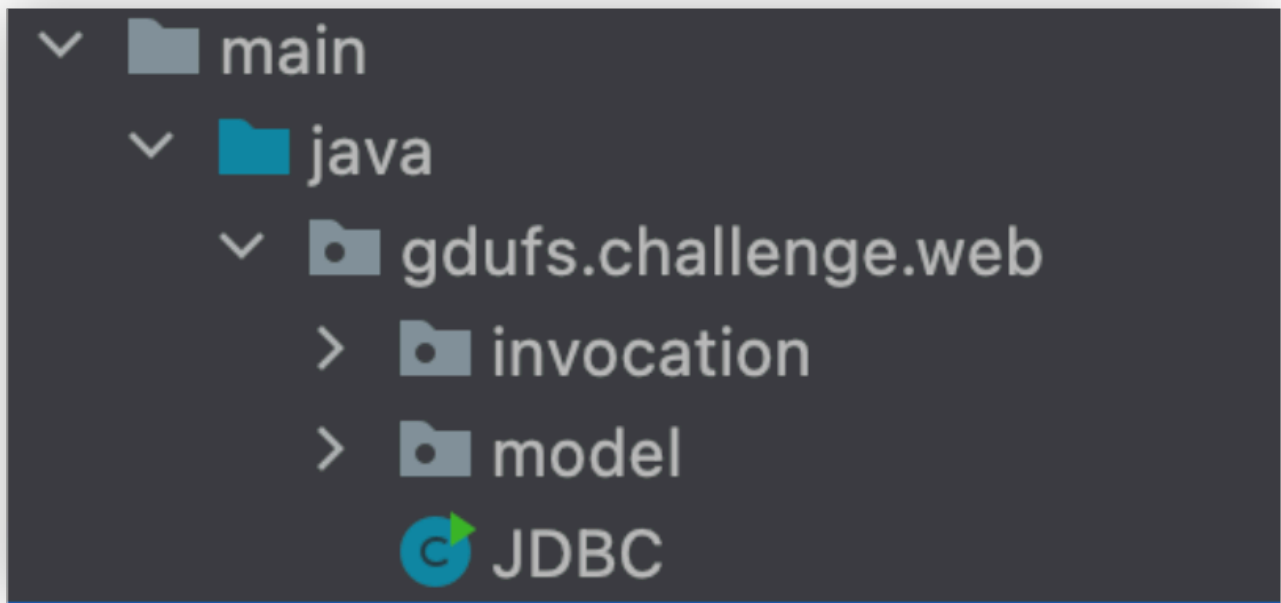 main
java
gdufs.challenge.web
invocation
model
JDBC